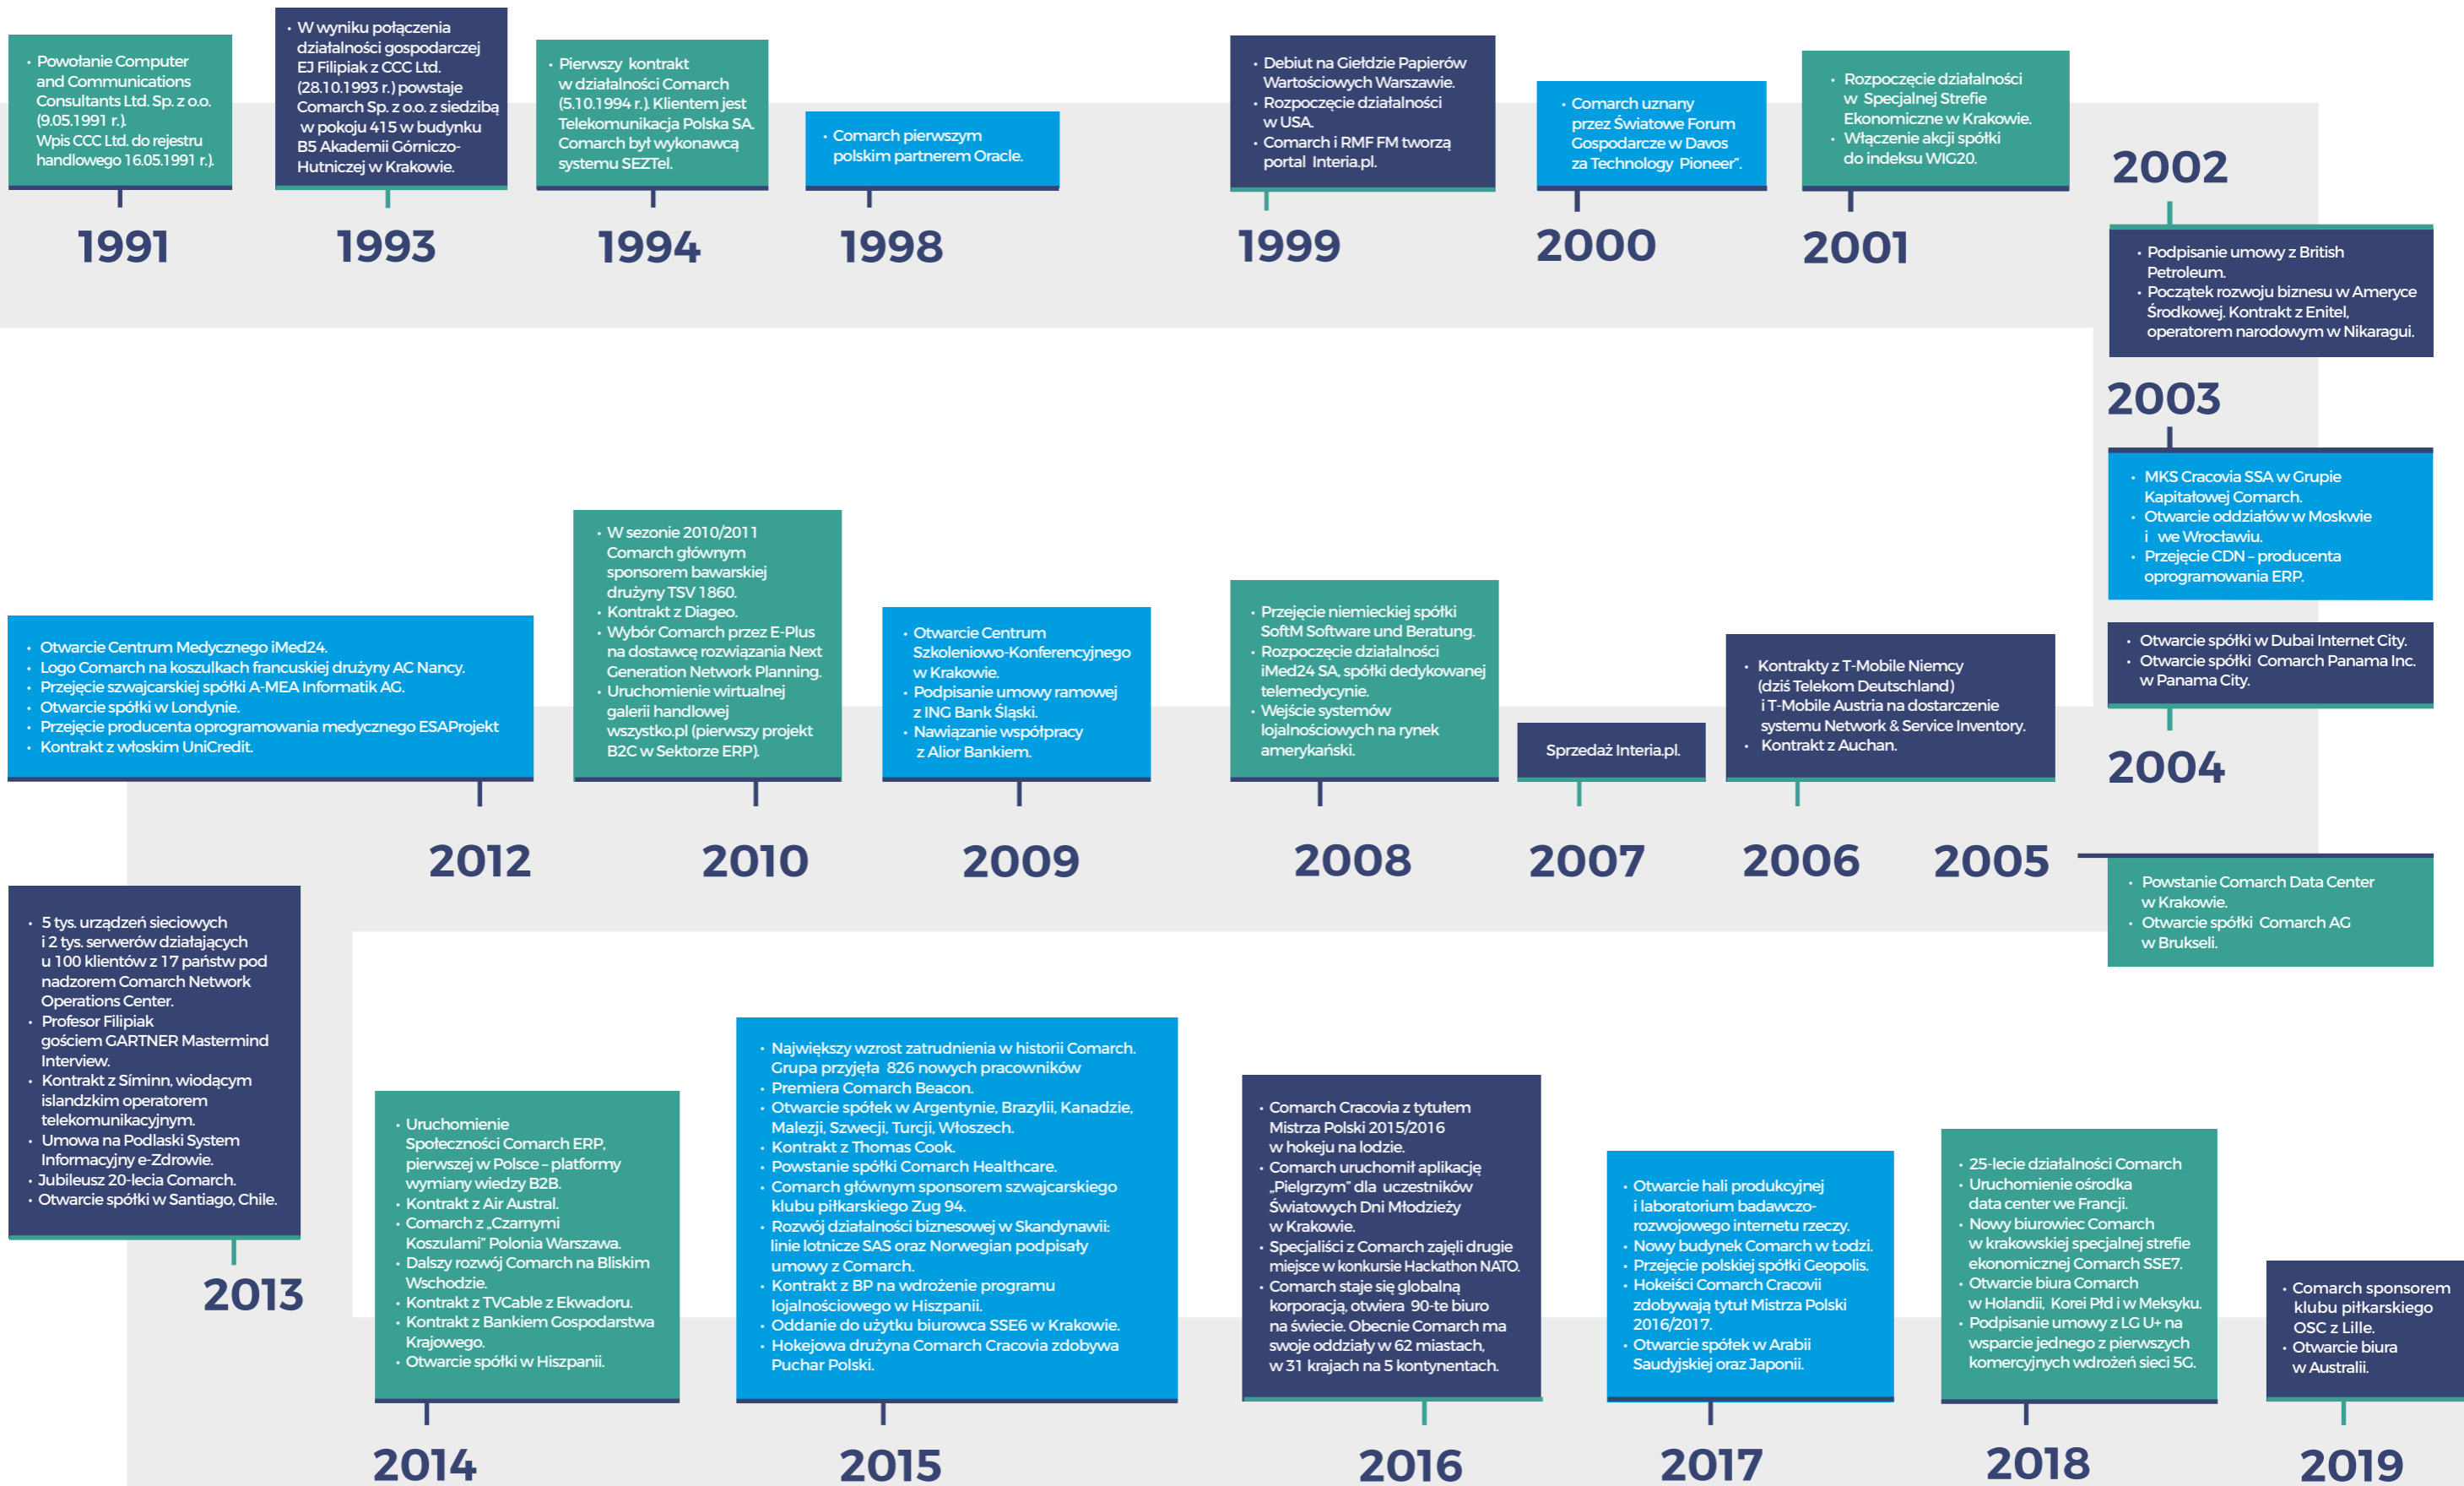 • Powołanie Computer
and Communications
Consultants Ltd. Sp. z o.o.
(9.05.1991 r.).
Wpis CCC Ltd. do rejestru
handlowego 16.05.1991 r.).
1991
• W wyniku połączenia
działalności gospodarczej
EJ Filipiak z CCC Ltd.
(28.10.1993 r.) powstaje
Comarch Sp. z o.o. z siedzibą
w pokoju 415 w budynku
B5 Akademii Górniczo-
Hutniczej w Krakowie.
1993
• Pierwszy kontrakt
w działalności Comarch
(5.10.1994 r.). Klientem jest
Telekomunikacja Polska SA.
Comarch był wykonawcą
systemu SEZTel.
1994
• Comarch pierwszym
polskim partnerem Oracle.
1998
• Debiut na Giełdzie Papierów
Wartościowych Warszawie.
• Rozpoczęcie działalności
w USA.
• Comarch i RMF FM tworzą
portal Interia.pl.
1999
• Comarch uznany
przez Światowe Forum
Gospodarcze w Davos
za Technology Pioneer”.
2000
• Rozpoczęcie działalności
w Specjalnej Strefie
Ekonomiczne w Krakowie.
• Włączenie akcji spółki
do indeksu WIG20.
2001
2002
• Podpisanie umowy z British
Petroleum.
• Początek rozwoju biznesu w Ameryce
Środkowej. Kontrakt z Enitel,
operatorem narodowym w Nikaragui.
2003
• MKS Cracovia SSA w Grupie
Kapitałowej Comarch.
• Otwarcie oddziałów w Moskwie
i we Wrocławiu.
• Przejęcie CDN – producenta
oprogramowania ERP.
• Otwarcie spółki w Dubai Internet City.
• Otwarcie spółki Comarch Panama Inc.
w Panama City.
2004
2005
• Powstanie Comarch Data Center
w Krakowie.
• Otwarcie spółki Comarch AG
w Brukseli.
• Kontrakty z T-Mobile Niemcy
(dziś Telekom Deutschland)
i T-Mobile Austria na dostarczenie
systemu Network & Service Inventory.
• Kontrakt z Auchan.
2006
Sprzedaż Interia.pl.
2007
• Przejęcie niemieckiej spółki
SoftM Software und Beratung.
• Rozpoczęcie działalności
iMed24 SA, spółki dedykowanej
telemedycynie.
• Wejście systemów
lojalnościowych na rynek
amerykański.
2008
• Otwarcie Centrum
Szkoleniowo-Konferencyjnego
w Krakowie.
• Podpisanie umowy ramowej
z ING Bank Śląski.
• Nawiązanie współpracy
z Alior Bankiem.
2009
• W sezonie 2010/2011
Comarch głównym
sponsorem bawarskiej
drużyny TSV 1860.
• Kontrakt z Diageo.
• Wybór Comarch przez E-Plus
na dostawcę rozwiązania Next
Generation Network Planning.
• Uruchomienie wirtualnej
galerii handlowej
wszystko.pl (pierwszy projekt
B2C w Sektorze ERP).
2010
• Otwarcie Centrum Medycznego iMed24.
• Logo Comarch na koszulkach francuskiej drużyny AC Nancy.
• Przejęcie szwajcarskiej spółki A-MEA Informatik AG.
• Otwarcie spółki w Londynie.
• Przejęcie producenta oprogramowania medycznego ESAProjekt
• Kontrakt z włoskim UniCredit.
2012
• 5 tys. urządzeń sieciowych
i 2 tys. serwerów działających
u 100 klientów z 17 państw pod
nadzorem Comarch Network
Operations Center.
• Profesor Filipiak
gościem GARTNER Mastermind
Interview.
• Kontrakt z Síminn, wiodącym
islandzkim operatorem
telekomunikacyjnym.
• Umowa na Podlaski System
Informacyjny e-Zdrowie.
• Jubileusz 20-lecia Comarch.
• Otwarcie spółki w Santiago, Chile.
2013
• Uruchomienie
Społeczności Comarch ERP,
pierwszej w Polsce – platformy
wymiany wiedzy B2B.
• Kontrakt z Air Austral.
• Comarch z „Czarnymi
Koszulami” Polonia Warszawa.
• Dalszy rozwój Comarch na Bliskim
Wschodzie.
• Kontrakt z TVCable z Ekwadoru.
• Kontrakt z Bankiem Gospodarstwa
Krajowego.
• Otwarcie spółki w Hiszpanii.
2014
• Największy wzrost zatrudnienia w historii Comarch.
Grupa przyjęła 826 nowych pracowników
• Premiera Comarch Beacon.
• Otwarcie spółek w Argentynie, Brazylii, Kanadzie,
Malezji, Szwecji, Turcji, Włoszech.
• Kontrakt z Thomas Cook.
• Powstanie spółki Comarch Healthcare.
• Comarch głównym sponsorem szwajcarskiego
klubu piłkarskiego Zug 94.
• Rozwój działalności biznesowej w Skandynawii:
linie lotnicze SAS oraz Norwegian podpisały
umowy z Comarch.
• Kontrakt z BP na wdrożenie programu
lojalnościowego w Hiszpanii.
• Oddanie do użytku biurowca SSE6 w Krakowie.
• Hokejowa drużyna Comarch Cracovia zdobywa
Puchar Polski.
2015
• Comarch Cracovia z tytułem
Mistrza Polski 2015/2016
w hokeju na lodzie.
• Comarch uruchomił aplikację
„Pielgrzym” dla uczestników
Światowych Dni Młodzieży
w Krakowie.
• Specjaliści z Comarch zajęli drugie
miejsce w konkursie Hackathon NATO.
• Comarch staje się globalną
korporacją, otwiera 90-te biuro
na świecie. Obecnie Comarch ma
swoje oddziały w 62 miastach,
w 31 krajach na 5 kontynentach.
2016
• Otwarcie hali produkcyjnej
i laboratorium badawczo-
rozwojowego internetu rzeczy.
• Nowy budynek Comarch w Łodzi.
• Przejęcie polskiej spółki Geopolis.
• Hokeiści Comarch Cracovii
zdobywają tytuł Mistrza Polski
2016/2017.
• Otwarcie spółek w Arabii
Saudyjskiej oraz Japonii.
2017
• 25-lecie działalności Comarch
• Uruchomienie ośrodka
data center we Francji.
• Nowy biurowiec Comarch
w krakowskiej specjalnej strefie
ekonomicznej Comarch SSE7.
• Otwarcie biura Comarch
w Holandii, Korei Płd i w Meksyku.
• Podpisanie umowy z LG U+ na
wsparcie jednego z pierwszych
komercyjnych wdrożeń sieci 5G.
2018
• Comarch sponsorem
klubu piłkarskiego
OSC z Lille.
• Otwarcie biura
w Australii.
2019